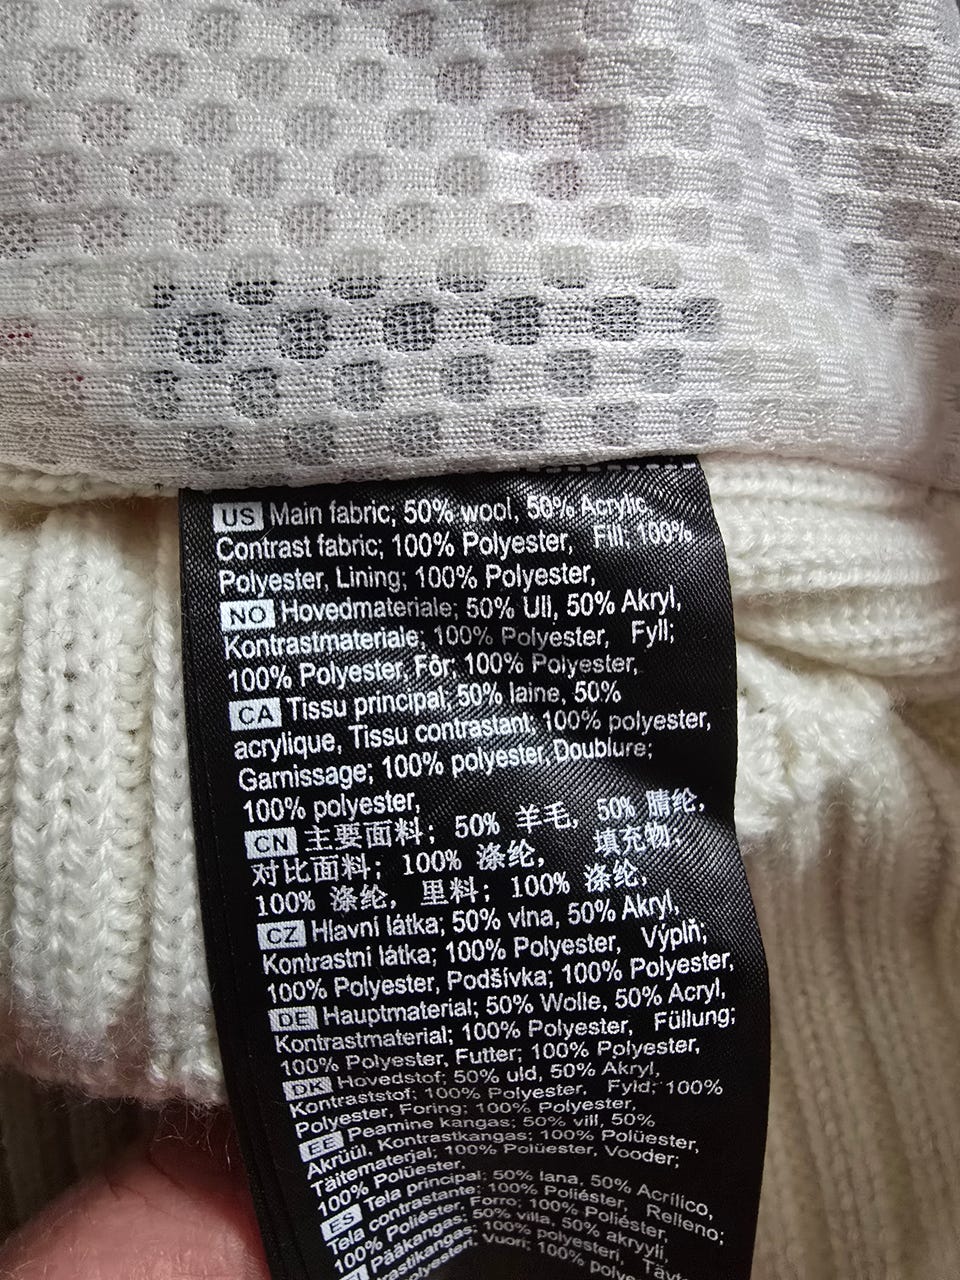 US Main fabric; 50% wool, 50% Acrylic,
Contrast fabric; 100% Polyester, Fill; 100%
Polyester, Lining; 100% Polyester,
NO Hovedmateriale; 50% Ull, 50% Akryl,
Kontrastmateriale; 100% Polyester, Fyll;
100% Polyester, Fôr; 100% Polyester,
CA Tissu principal; 50% laine, 50%
acrylique, Tissu contrastant; 100% polyester,
Garnissage; 100% polyester, Doublure;
100% polyester,
CN 主要面料; 50% 羊毛, 50% 腈纶,
对比面料; 100% 涤纶, 填充物;
100% 涤纶, 里料; 100% 涤纶,
CZ Hlavní látka; 50% vlna, 50% Akryl,
Kontrastní látka; 100% Polyester, Výplň;
100% Polyester, Podšívka; 100% Polyester,
DE Hauptmaterial; 50% Wolle, 50% Acryl,
Kontrastmaterial; 100% Polyester, Füllung;
100% Polyester, Futter; 100% Polyester,
DK Hovedstof; 50% uld, 50% Akryl,
Kontraststof; 100% Polyester, Fyld; 100%
Polyester, Foring; 100% Polyester,
EE Peamine kangas; 50% vill, 50%
Akrüül, Kontrastkangas; 100% Polüester,
Täitematerjal; 100% Polüester, Vooder;
100% Polüester,
ES Tela principal; 50% lana, 50% Acrílico,
Tela contrastante; 100% Poliéster, Relleno;
100% Poliéster, Forro; 100% Poliéster,
Pääkangas; 50% villa, 50% akryyli,
100% polyesteri,
Vuori; 100%